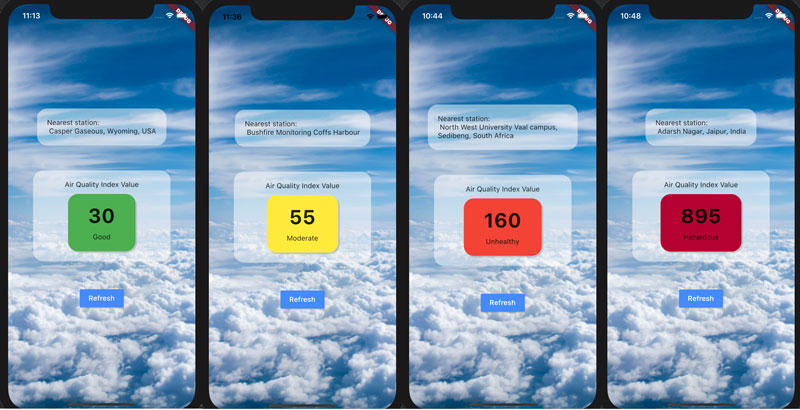 11:13
DEBUG
Nearest station:
Casper Gaseous, Wyoming, USA
Air Quality Index Value
30
Good
Refresh
11:36
DEBUG
Nearest station:
Bushfire Monitoring Coffs Harbour
Air Quality Index Value
55
Moderate
Refresh
10:44
DEBUG
Nearest station:
North West University Vaal campus,
Sedibeng, South Africa
Air Quality Index Value
160
Unhealthy
Refresh
10:48
DEBUG
Nearest station:
Adarsh Nagar, Jaipur, India
Air Quality Index Value
895
Hazardous
Refresh